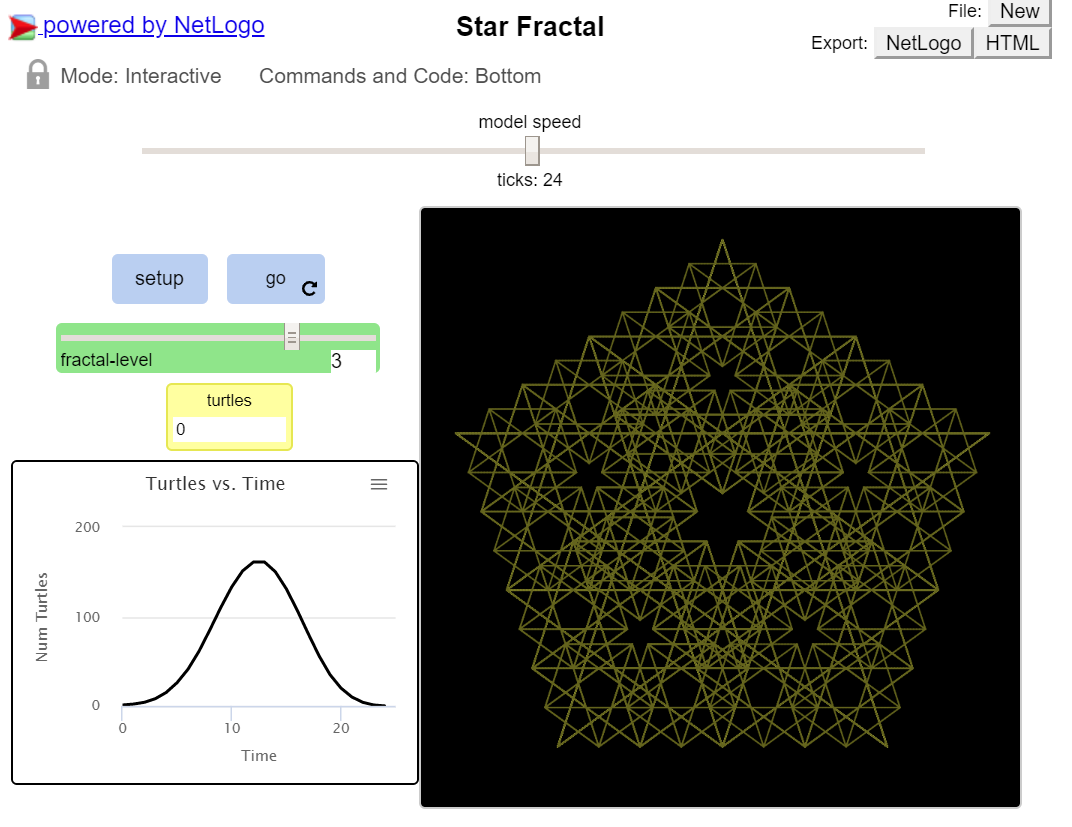 powered by NetLogo
Star Fractal
File: New
Export: NetLogo HTML
Mode: Interactive
Commands and Code: Bottom
model speed
ticks: 24
setup
go
fractal-level
3
turtles
0
Turtles vs. Time
200
100
0
Num Turtles
0
10
20
Time